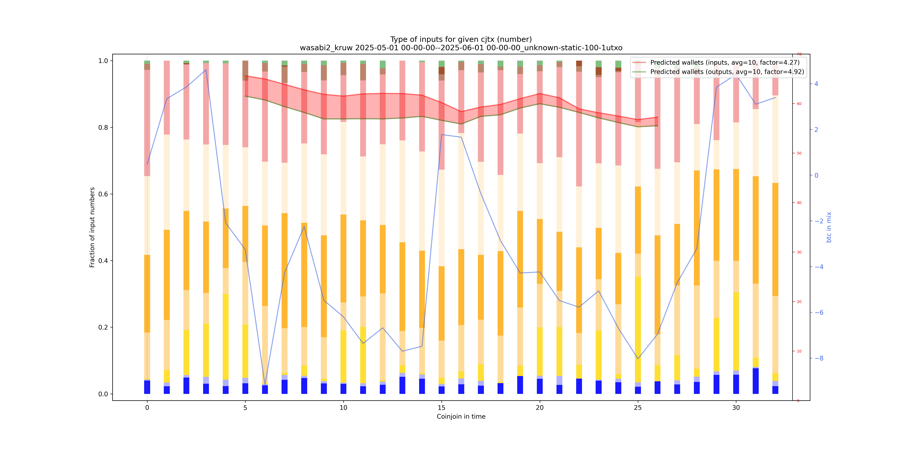 Type of inputs for given cjtx (number)
wasabi2_kruw 2025-05-01 00-00-00--2025-06-01 00-00-00_unknown-static-100-1utxo
Predicted wallets (inputs, avg=10, factor=4.27)
Predicted wallets (outputs, avg=10, factor=4.92)
Fraction of input numbers
1.0
0.8
0.6
0.4
0.2
0.0
0 5 10 15 20 25 30
Coinjoin in time
4
2
0
−2
−4
−6
−8
btc in mix